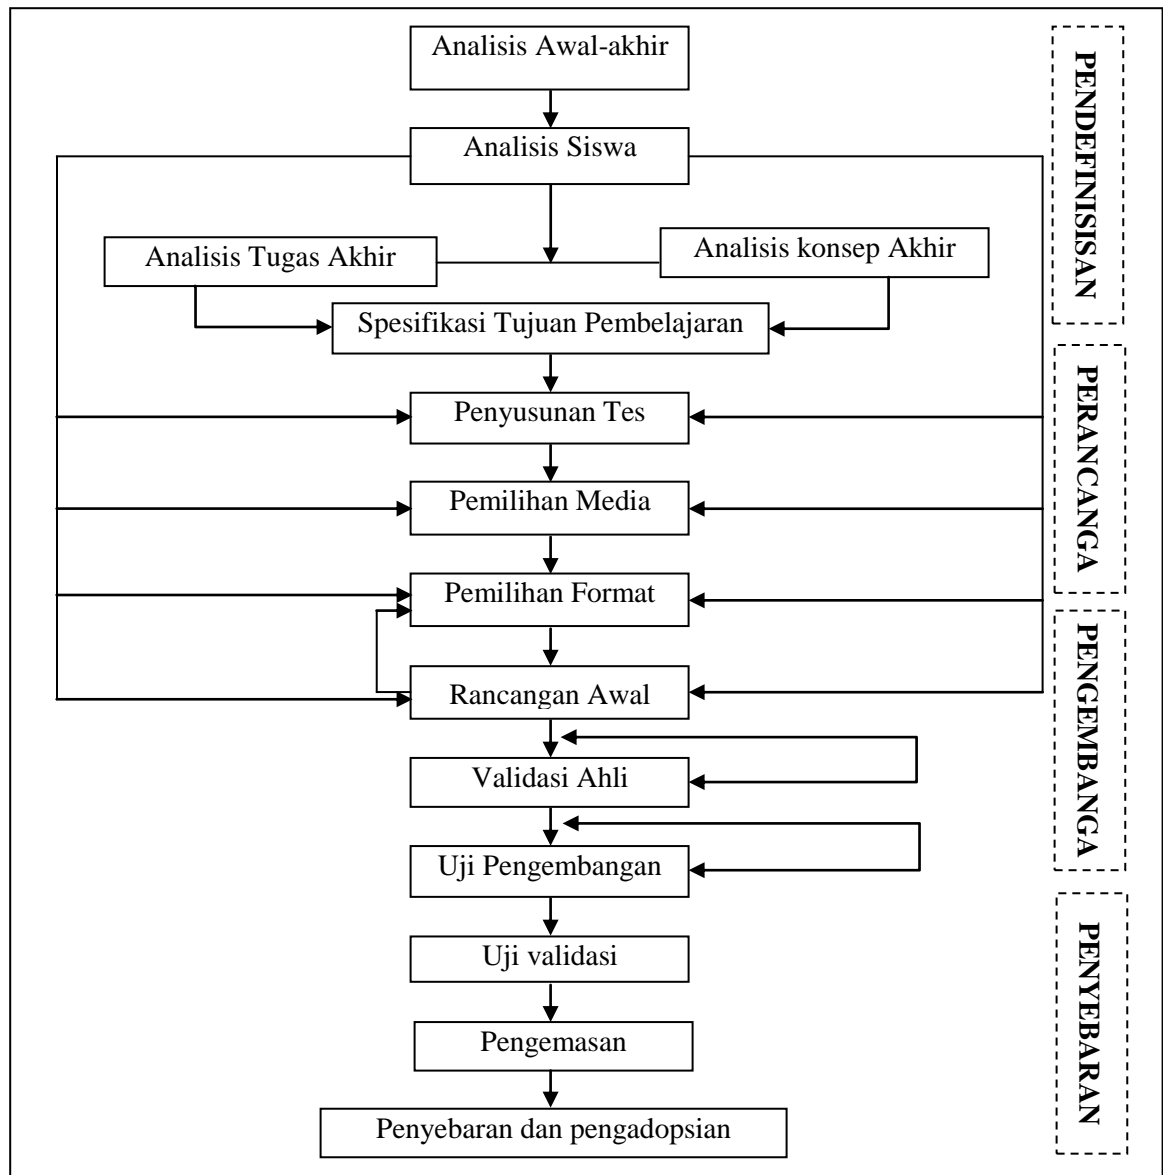 Analisis Awal-akhir
Analisis Siswa
Analisis Tugas Akhir
Analisis konsep Akhir
Spesifikasi Tujuan Pembelajaran
Penyusunan Tes
Pemilihan Media
Pemilihan Format
Rancangan Awal
Validasi Ahli
Uji Pengembangan
Uji validasi
Pengemasan
Penyebaran dan pengadopsian
PENDEFINISISAN
PERANCANGA
PENGEMBANGA
PENYEBARAN